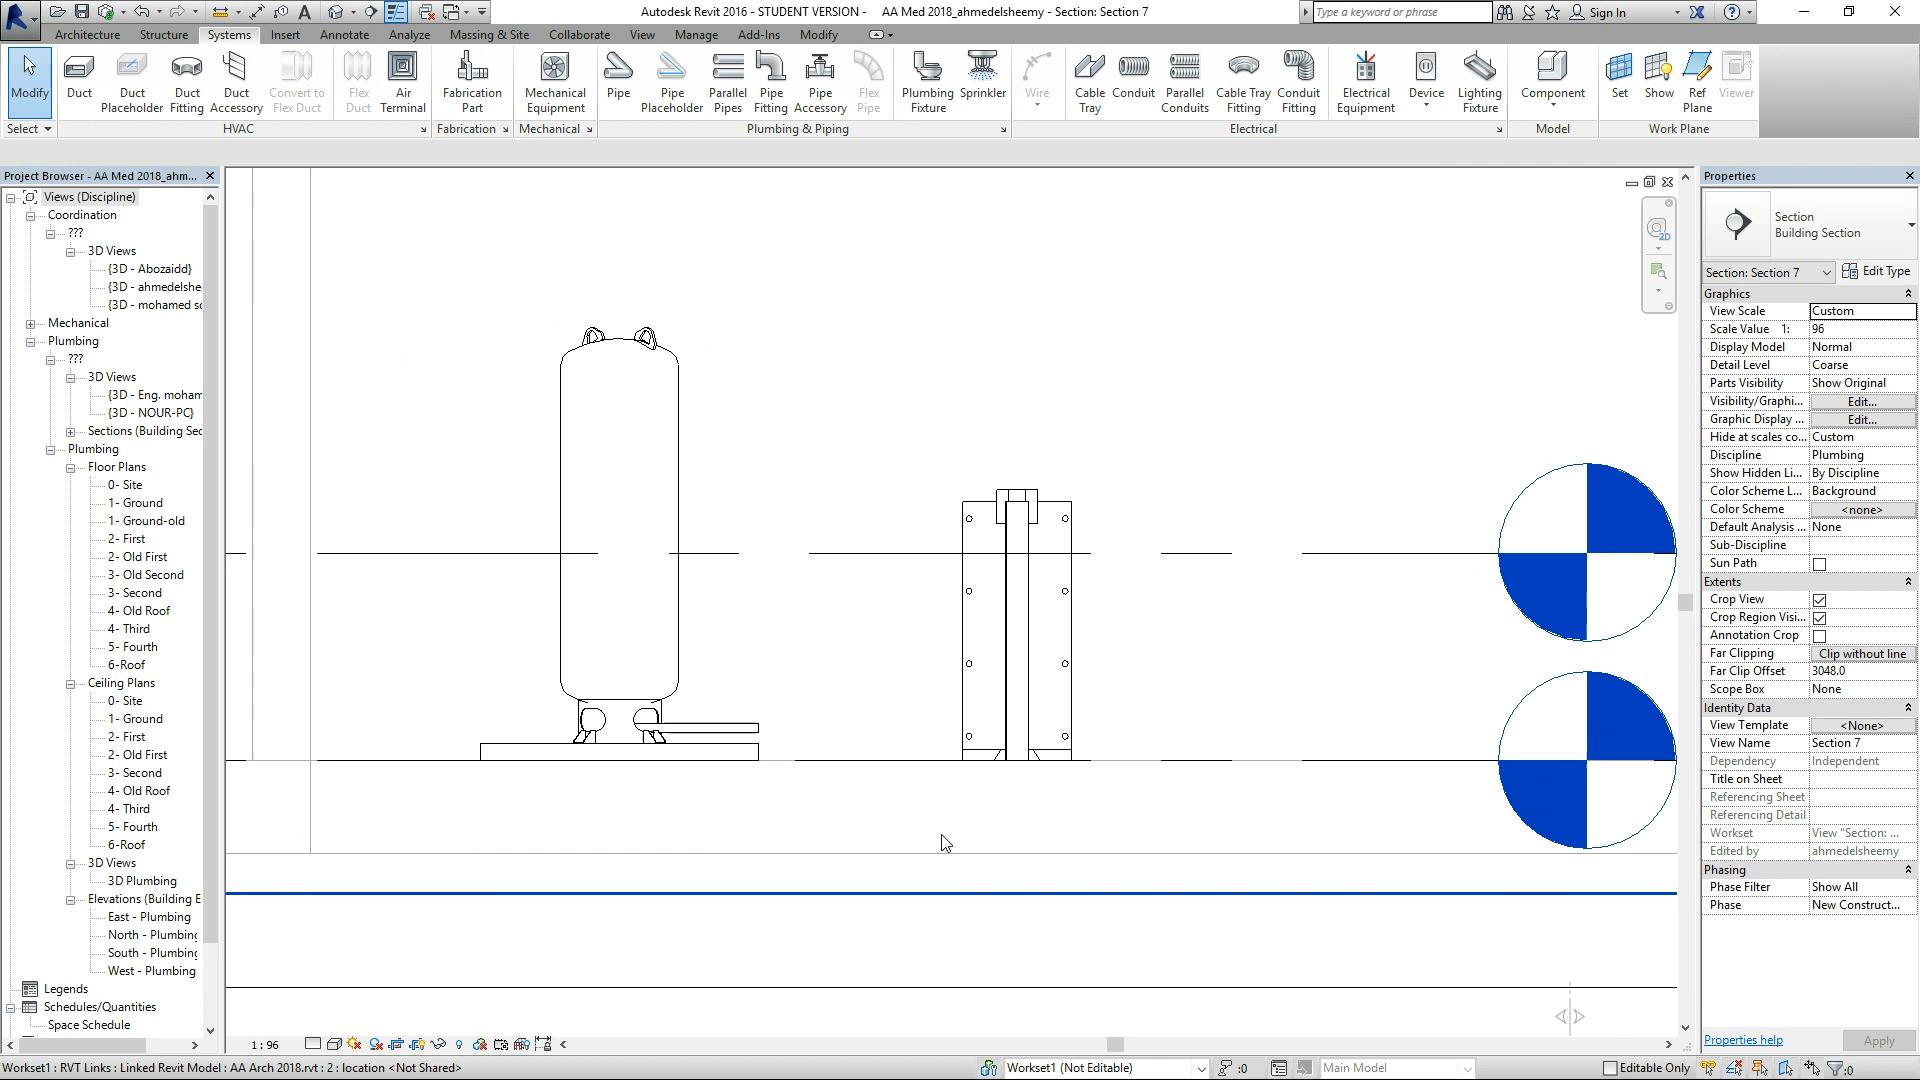 Autodesk Revit 2016 - STUDENT VERSION - AA Med 2018_ahmedelsheemy - Section: Section 7
Type a keyword or phrase
Sign In
Architecture Structure Systems Insert Annotate Analyze Massing & Site Collaborate View Manage Add-Ins Modify
Modify
Duct
Duct Placeholder
Duct Fitting
Duct Accessory
Convert to Flex Duct
Flex Duct
Air Terminal
Fabrication Part
Mechanical Equipment
Pipe
Pipe Placeholder
Parallel Pipes
Pipe Fitting
Pipe Accessory
Flex Pipe
Plumbing Fixture
Sprinkler
Wire
Cable Tray
Conduit
Parallel Conduits
Cable Tray Fitting
Conduit Fitting
Electrical Equipment
Device
Lighting Fixture
Component
Set
Show
Ref Plane
Viewer
Select HVAC Fabrication Mechanical Plumbing & Piping Electrical Model Work Plane
Project Browser - AA Med 2018_ahm...
Views (Discipline)
Coordination
???
3D Views
{3D - Abozaidd}
{3D - ahmedelshe
{3D - mohamed sc
Mechanical
Plumbing
???
3D Views
{3D - Eng. moham
{3D - NOUR-PC}
Sections (Building Sec
Plumbing
Floor Plans
0- Site
1- Ground
1- Ground-old
2- First
2- Old First
3- Old Second
3- Second
4- Old Roof
4- Third
5- Fourth
6-Roof
Ceiling Plans
0- Site
1- Ground
2- First
2- Old First
3- Second
4- Old Roof
4- Third
5- Fourth
6-Roof
3D Views
3D Plumbing
Elevations (Building E
East - Plumbing
North - Plumbing
South - Plumbing
West - Plumbing
Legends
Schedules/Quantities
Space Schedule
2D
Properties
Section
Building Section
Section: Section 7 Edit Type
Graphics
View Scale Custom
Scale Value 1: 96
Display Model Normal
Detail Level Coarse
Parts Visibility Show Original
Visibility/Graphi... Edit...
Graphic Display ... Edit...
Hide at scales co... Custom
Discipline Plumbing
Show Hidden Li... By Discipline
Color Scheme L... Background
Color Scheme <none>
Default Analysis ... None
Sub-Discipline
Sun Path
Extents
Crop View
Crop Region Visi...
Annotation Crop
Far Clipping Clip without line
Far Clip Offset 3048.0
Scope Box None
Identity Data
View Template <None>
View Name Section 7
Dependency Independent
Title on Sheet
Referencing Sheet
Referencing Detail
Workset View "Section: ...
Edited by ahmedelsheemy
Phasing
Phase Filter Show All
Phase New Construct...
Properties help Apply
1 : 96
Workset1 : RVT Links : Linked Revit Model : AA Arch 2018.rvt : 2 : location <Not Shared>
Workset1 (Not Editable)
:0
Main Model
Editable Only
:0